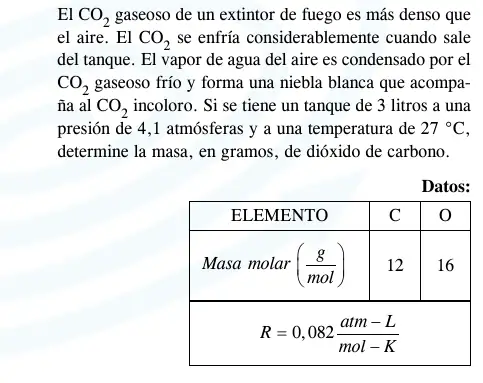 El CO₂ gaseoso de un extintor de fuego es más denso que
el aire. El CO₂ se enfría considerablemente cuando sale
del tanque. El vapor de agua del aire es condensado por el
CO₂ gaseoso frío y forma una niebla blanca que acompa-
ña al CO₂ incoloro. Si se tiene un tanque de 3 litros a una
presión de 4,1 atmósferas y a una temperatura de 27 °C,
determine la masa, en gramos, de dióxido de carbono.
Datos:
ELEMENTO C O
Masa molar (g/mol) 12 16
R = 0,082 atm – L / mol – K